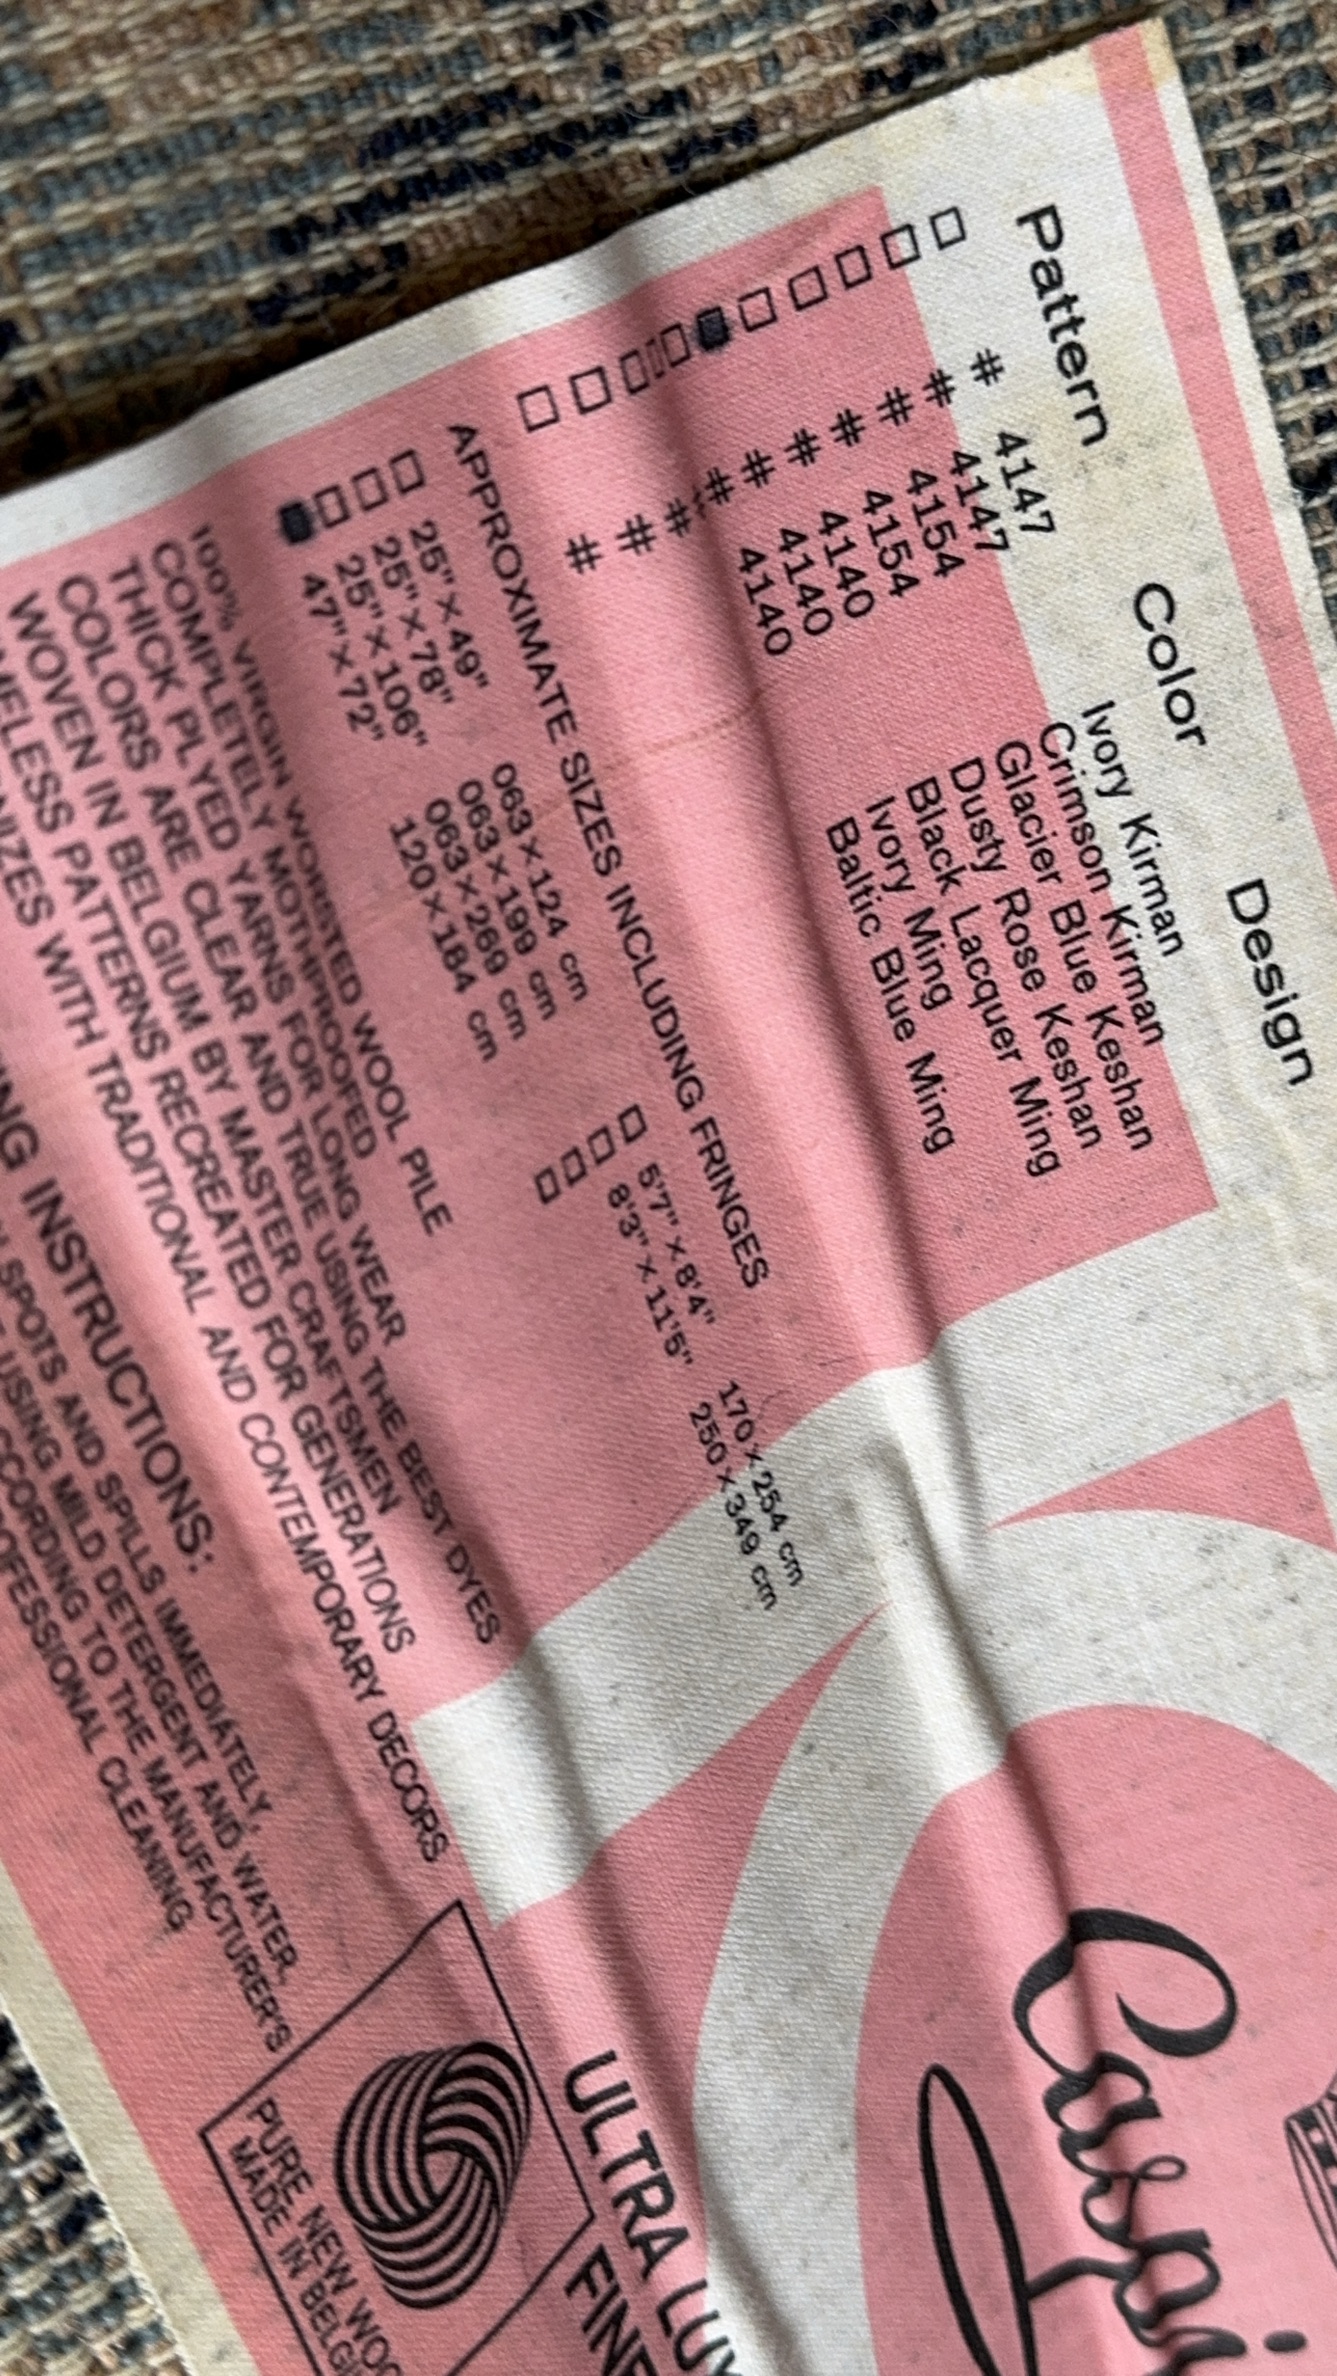 Pattern Color Design
# 4147 Ivory Kirman
# 4147 Crimson Kirman
# 4154 Glacier Blue Keshan
# 4154 Dusty Rose Keshan
# 4140 Black Lacquer Ming
# 4140 Ivory Ming
# 4140 Baltic Blue Ming
#
#
#
APPROXIMATE SIZES INCLUDING FRINGES
25" × 49" 063 × 124 cm 5'7" × 8'4" 170 × 254 cm
25" × 78" 063 × 199 cm 8'3" × 11'5" 250 × 349 cm
25" × 106" 063 × 269 cm
47" × 72" 120 × 184 cm
100% VIRGIN WORSTED WOOL PILE
COMPLETELY MOTHPROOFED
THICK PLYED YARNS FOR LONG WEAR
COLORS ARE CLEAR AND TRUE USING THE BEST DYES
WOVEN IN BELGIUM BY MASTER CRAFTSMEN
PATTERNS RECREATED FOR GENERATIONS
WITH TRADITIONAL AND CONTEMPORARY DECORS
INSTRUCTIONS:
SPOTS AND SPILLS IMMEDIATELY,
USING MILD DETERGENT AND WATER,
TO THE MANUFACTURER'S
CLEANING
PURE NEW
MADE IN
ULTRA